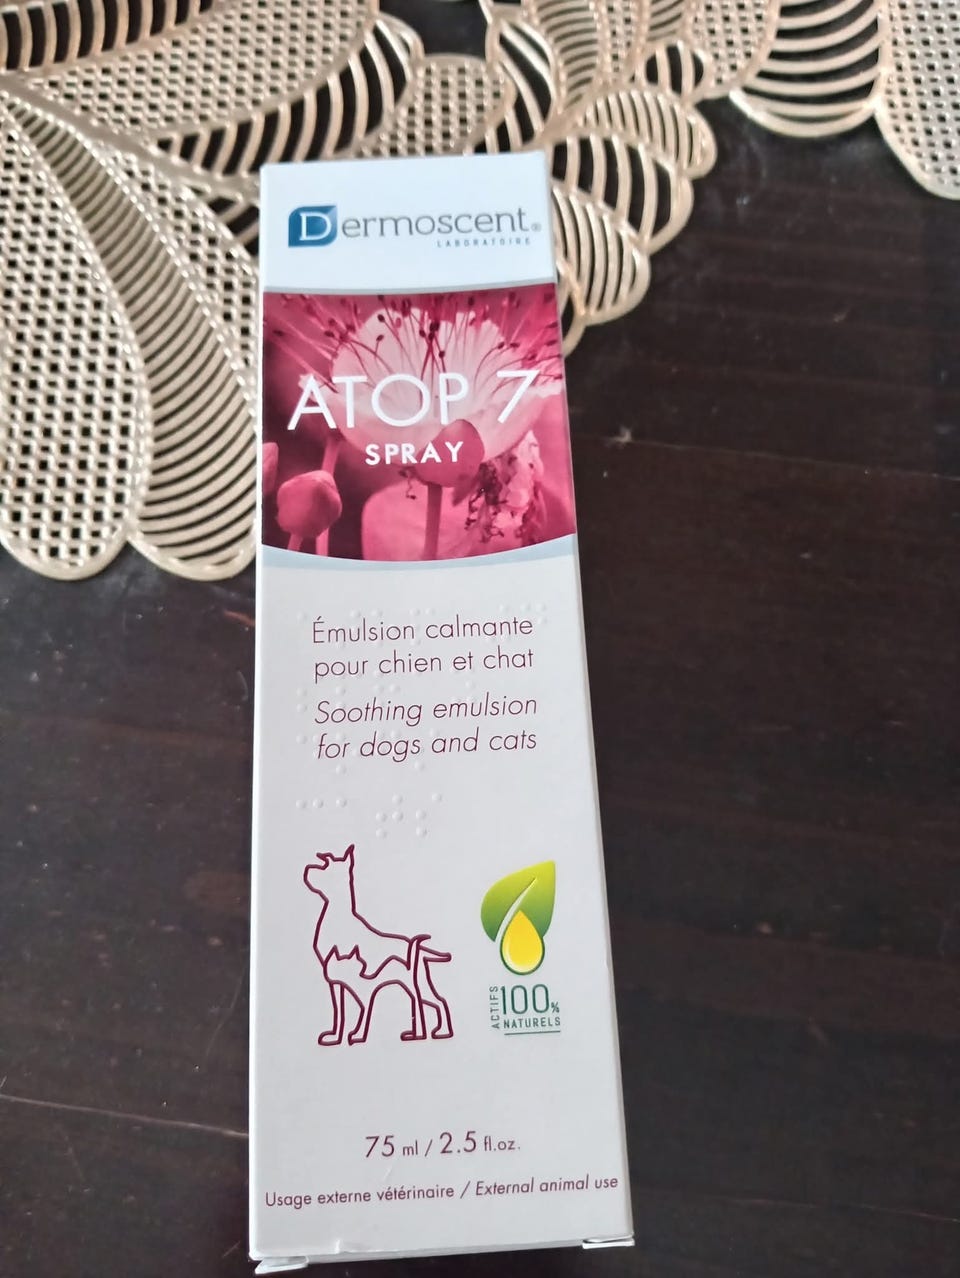 Dermoscent®
LABORATOIRE
ATOP 7
SPRAY
Émulsion calmante
pour chien et chat
Soothing emulsion
for dogs and cats
ACTIFS
100%
NATURELS
75 ml / 2.5 fl.oz.
Usage externe vétérinaire / External animal use